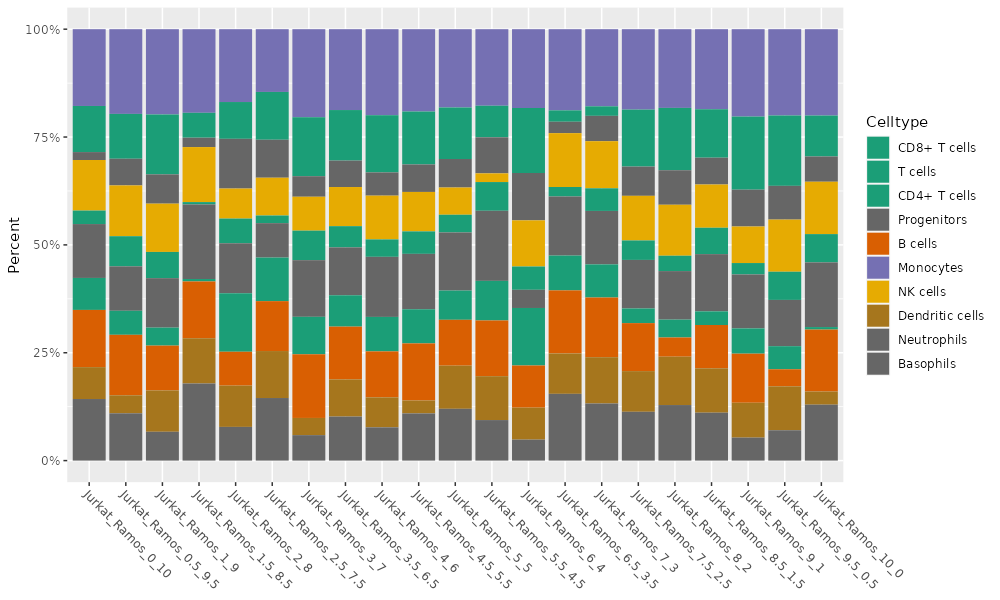 100%
75%
50%
25%
0%
Percent
Jurkat_Ramos_0_10
Jurkat_Ramos_0.5_9.5
Jurkat_Ramos_1_9
Jurkat_Ramos_1.5_8.5
Jurkat_Ramos_2_8
Jurkat_Ramos_2.5_7.5
Jurkat_Ramos_3_7
Jurkat_Ramos_3.5_6.5
Jurkat_Ramos_4_6
Jurkat_Ramos_4.5_5.5
Jurkat_Ramos_5_5
Jurkat_Ramos_5.5_4.5
Jurkat_Ramos_6_4
Jurkat_Ramos_6.5_3.5
Jurkat_Ramos_7_3
Jurkat_Ramos_7.5_2.5
Jurkat_Ramos_8_2
Jurkat_Ramos_8.5_1.5
Jurkat_Ramos_9_1
Jurkat_Ramos_9.5_0.5
Jurkat_Ramos_10_0
Celltype
CD8+ T cells
T cells
CD4+ T cells
Progenitors
B cells
Monocytes
NK cells
Dendritic cells
Neutrophils
Basophils